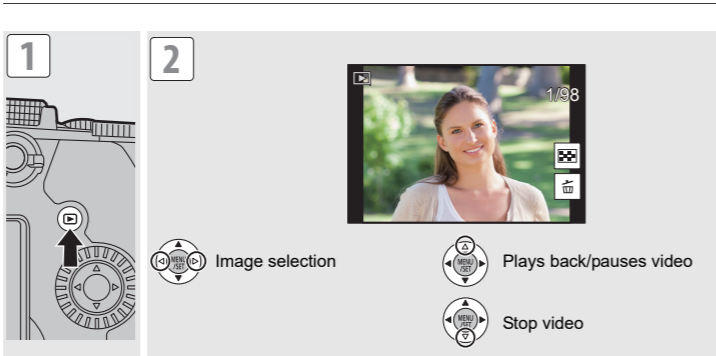 1
2
1/98
MENU
/SET
Image selection
MENU
/SET
Plays back/pauses video
MENU
/SET
Stop video